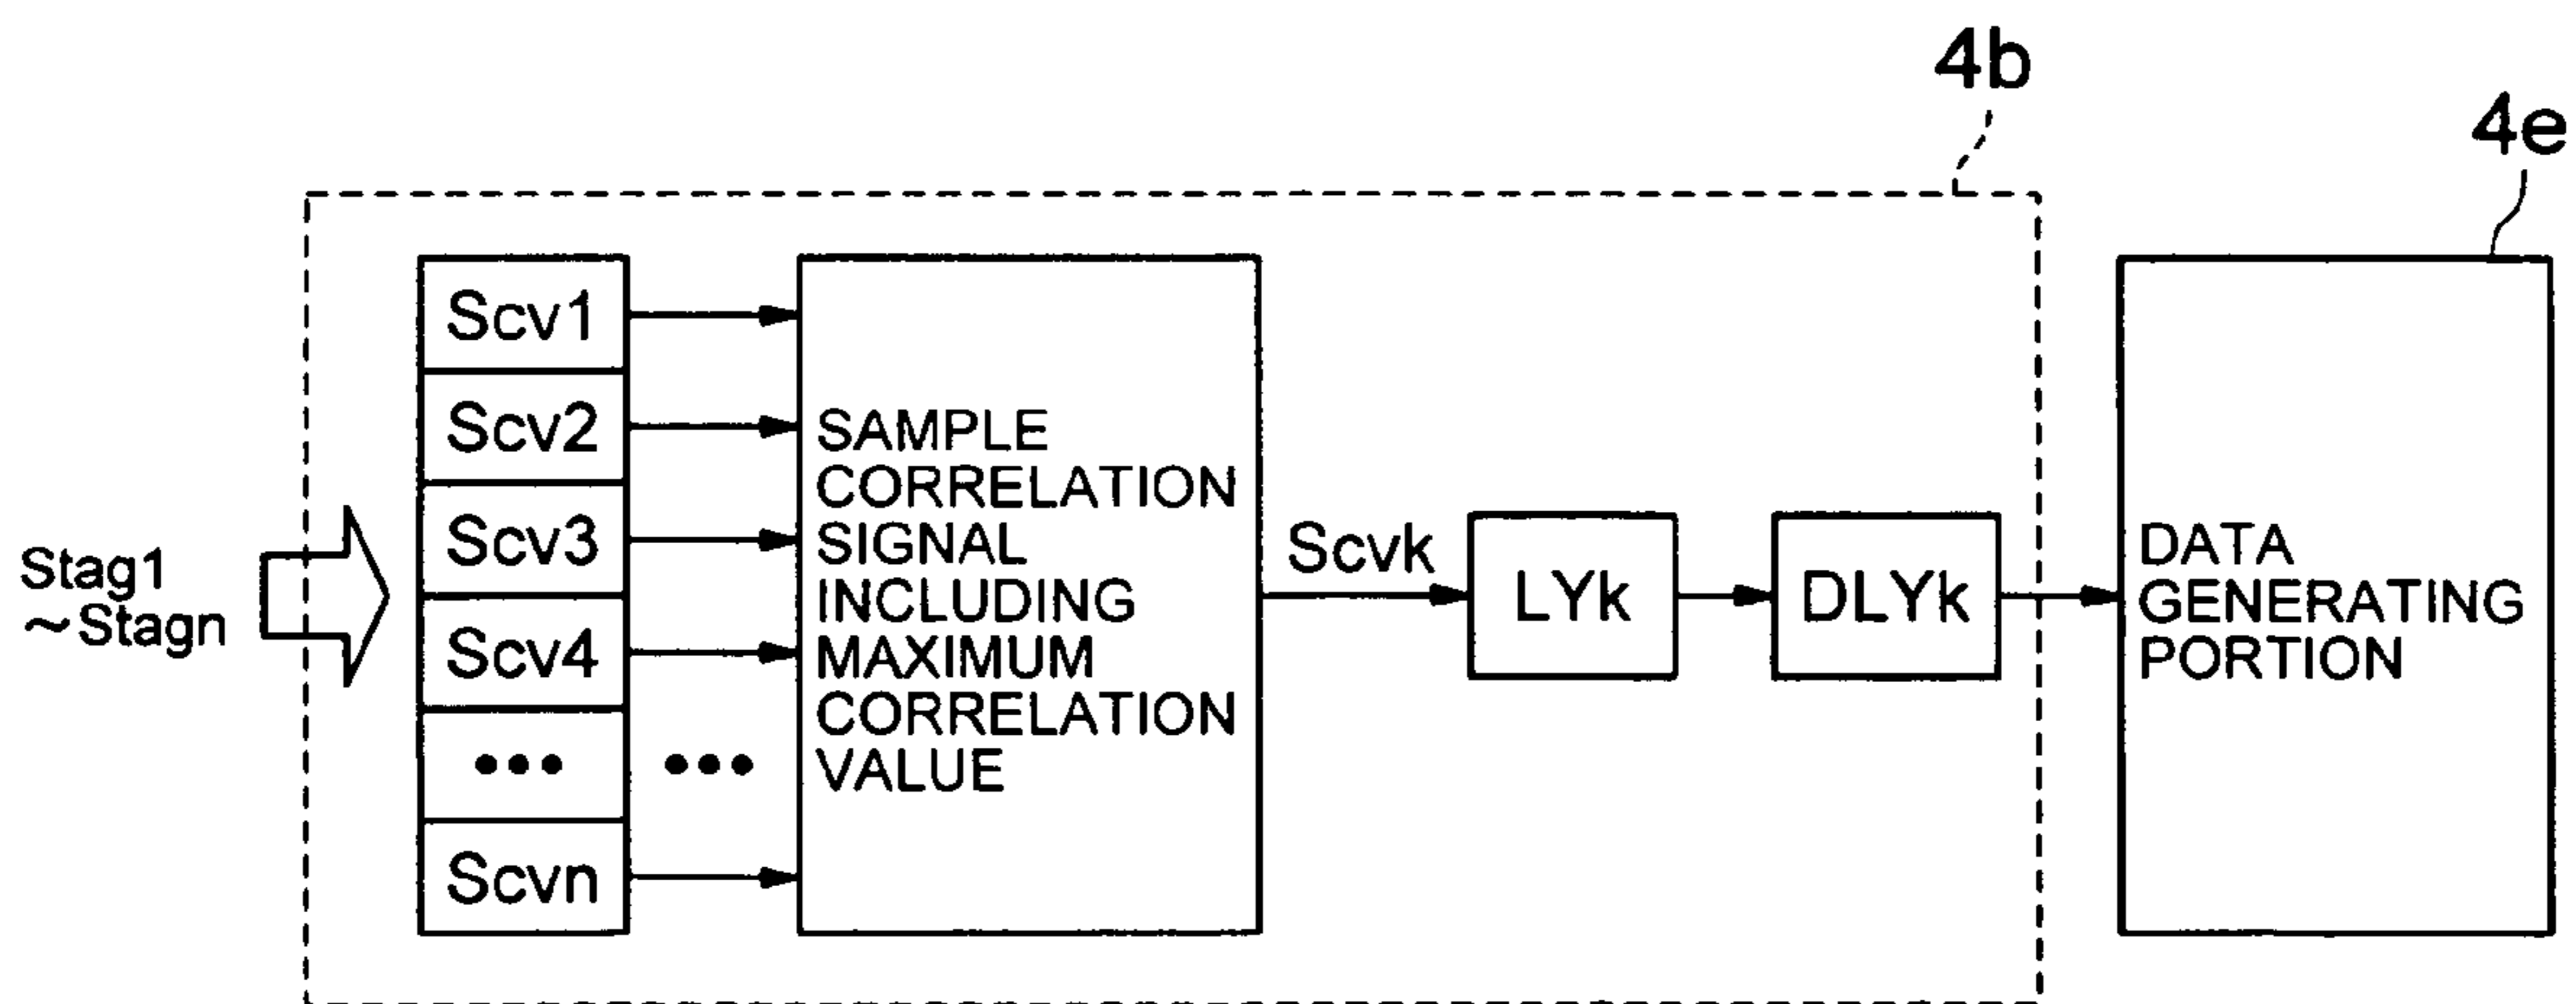 4b
4e
Stag1
~Stagn
Scv1
Scv2
Scv3
Scv4
•••
Scvn
•••
SAMPLE
CORRELATION
SIGNAL
INCLUDING
MAXIMUM
CORRELATION
VALUE
Scvk
LYk
DLYk
DATA
GENERATING
PORTION